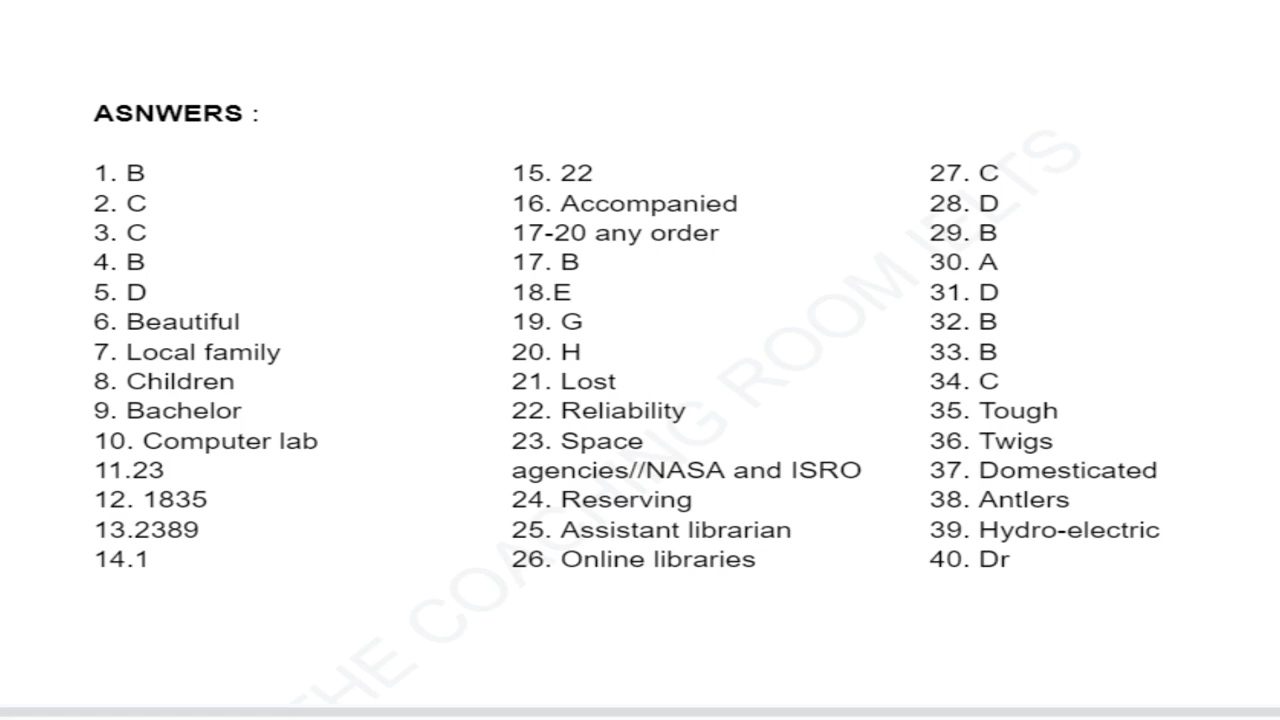 ASNWERS :
1. B
2. C
3. C
4. B
5. D
6. Beautiful
7. Local family
8. Children
9. Bachelor
10. Computer lab
11.23
12. 1835
13.2389
14.1
15. 22
16. Accompanied
17-20 any order
17. B
18.E
19. G
20. H
21. Lost
22. Reliability
23. Space
agencies//NASA and ISRO
24. Reserving
25. Assistant librarian
26. Online libraries
27. C
28. D
29. B
30. A
31. D
32. B
33. B
34. C
35. Tough
36. Twigs
37. Domesticated
38. Antlers
39. Hydro-electric
40. Dr
THE COACHING ROOM IELTS